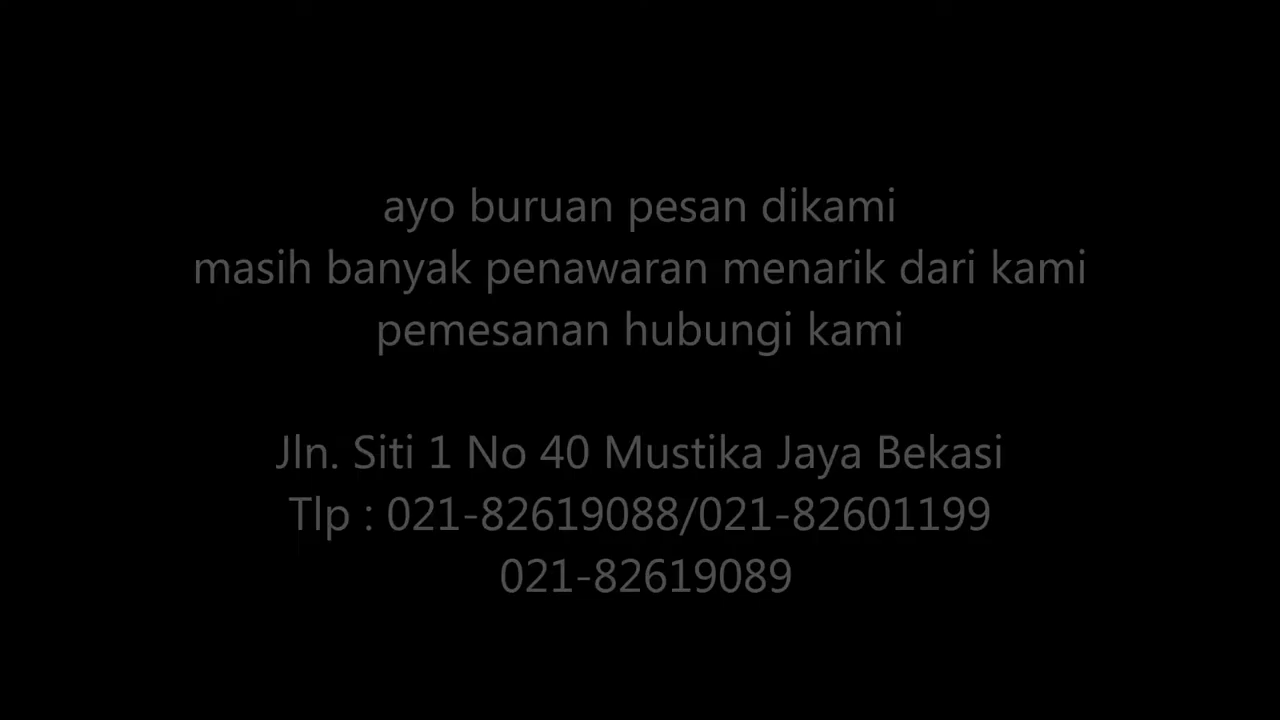 ayo buruan pesan dikami
masih banyak penawaran menarik dari kami
pemesanan hubungi kami
Jln. Siti 1 No 40 Mustika Jaya Bekasi
Tlp : 021-82619088/021-82601199
021-82619089